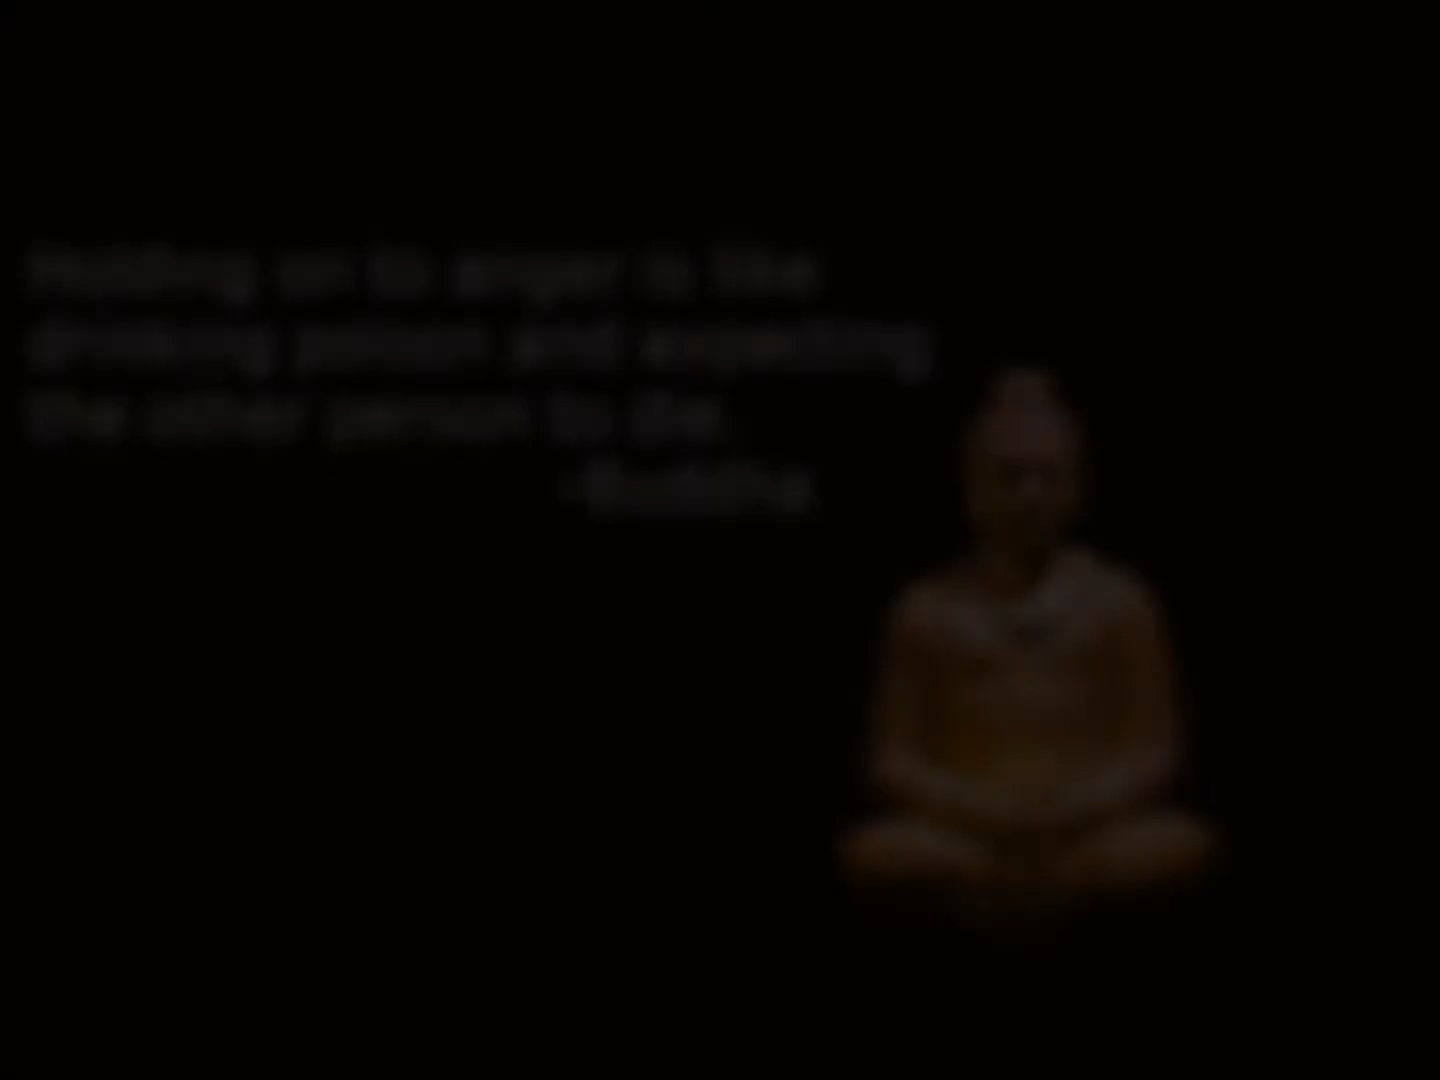 Holding on to anger is like
drinking poison and expecting
the other person to die.
-Buddha